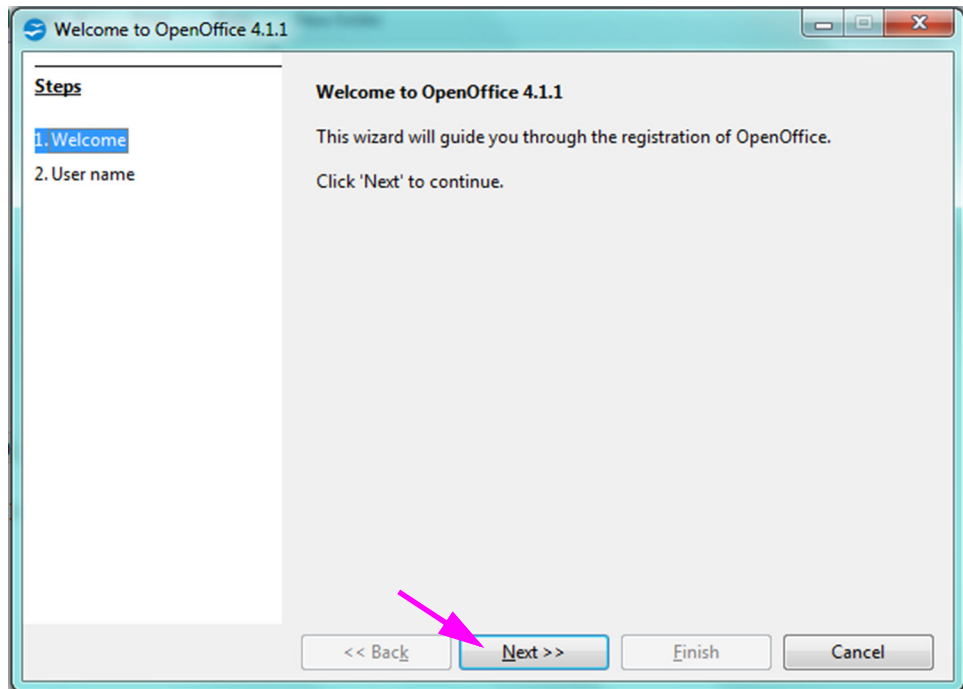 Welcome to OpenOffice 4.1.1
Steps
1. Welcome
2. User name
Welcome to OpenOffice 4.1.1
This wizard will guide you through the registration of OpenOffice.
Click 'Next' to continue.
<< Back
Next >>
Finish
Cancel